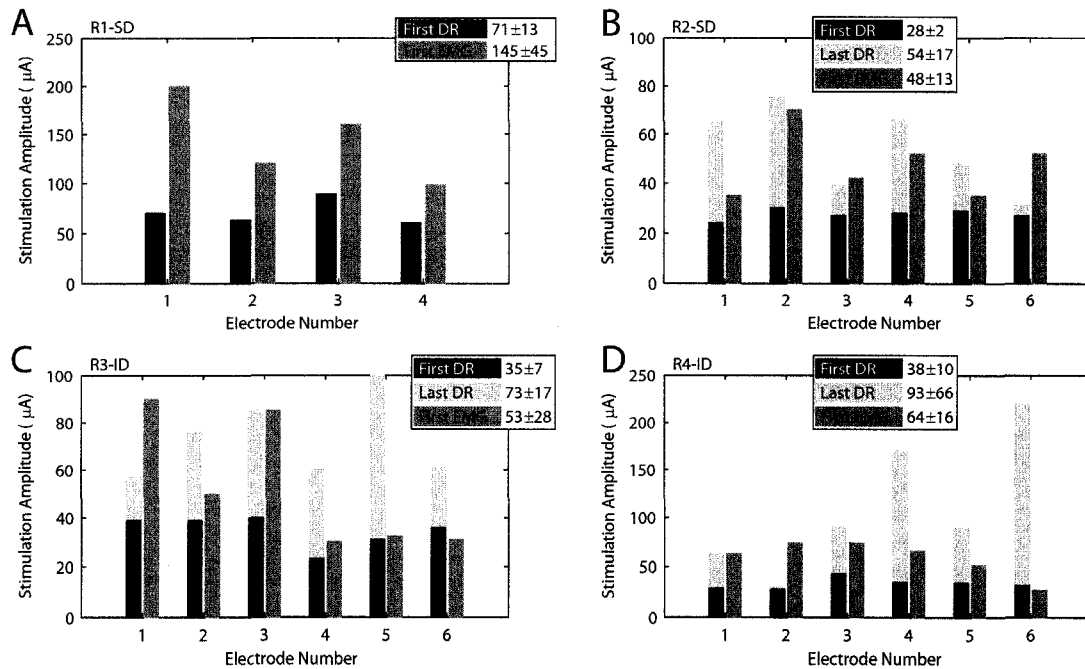 A
R1-SD
First DR 71±13
First EMG 145±45
250
200
150
100
50
0
Stimulation Amplitude ( μA)
1 2 3 4
Electrode Number
B
R2-SD
First DR 28±2
Last DR 54±17
48±13
100
80
60
40
20
0
Stimulation Amplitude ( μA)
1 2 3 4 5 6
Electrode Number
C
R3-ID
First DR 35±7
Last DR 73±17
First EMG 53±28
100
80
60
40
20
0
Stimulation Amplitude ( μA)
1 2 3 4 5 6
Electrode Number
D
R4-ID
First DR 38±10
Last DR 93±66
64±16
250
200
150
100
50
0
Stimulation Amplitude ( μA)
1 2 3 4 5 6
Electrode Number